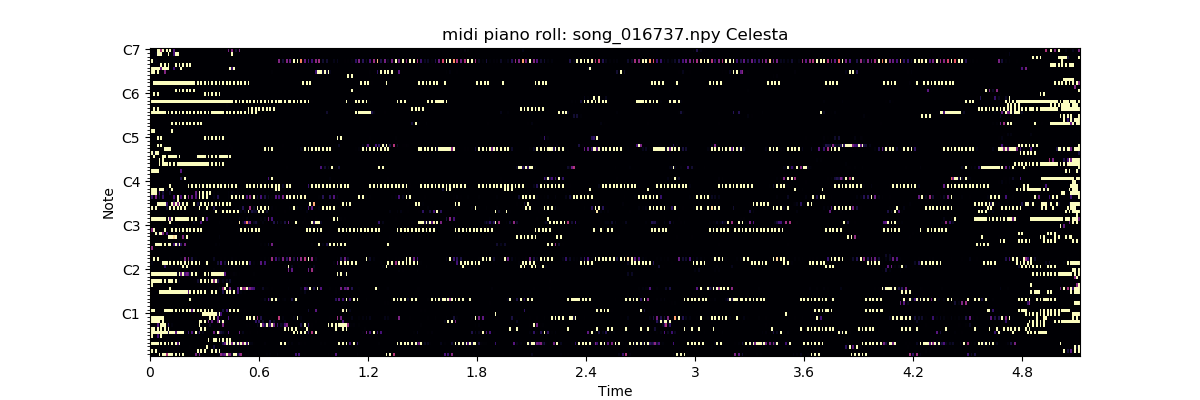 midi piano roll: song_016737.npy Celesta
C7
C6
C5
C4
C3
C2
C1
Note
0 0.6 1.2 1.8 2.4 3 3.6 4.2 4.8
Time